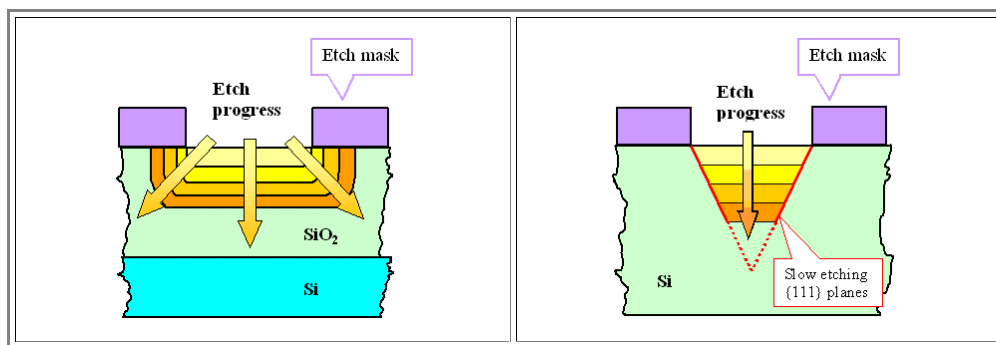 Etch mask
Etch
progress
SiO₂
Si
Etch mask
Etch
progress
Si
Slow etching
{111} planes